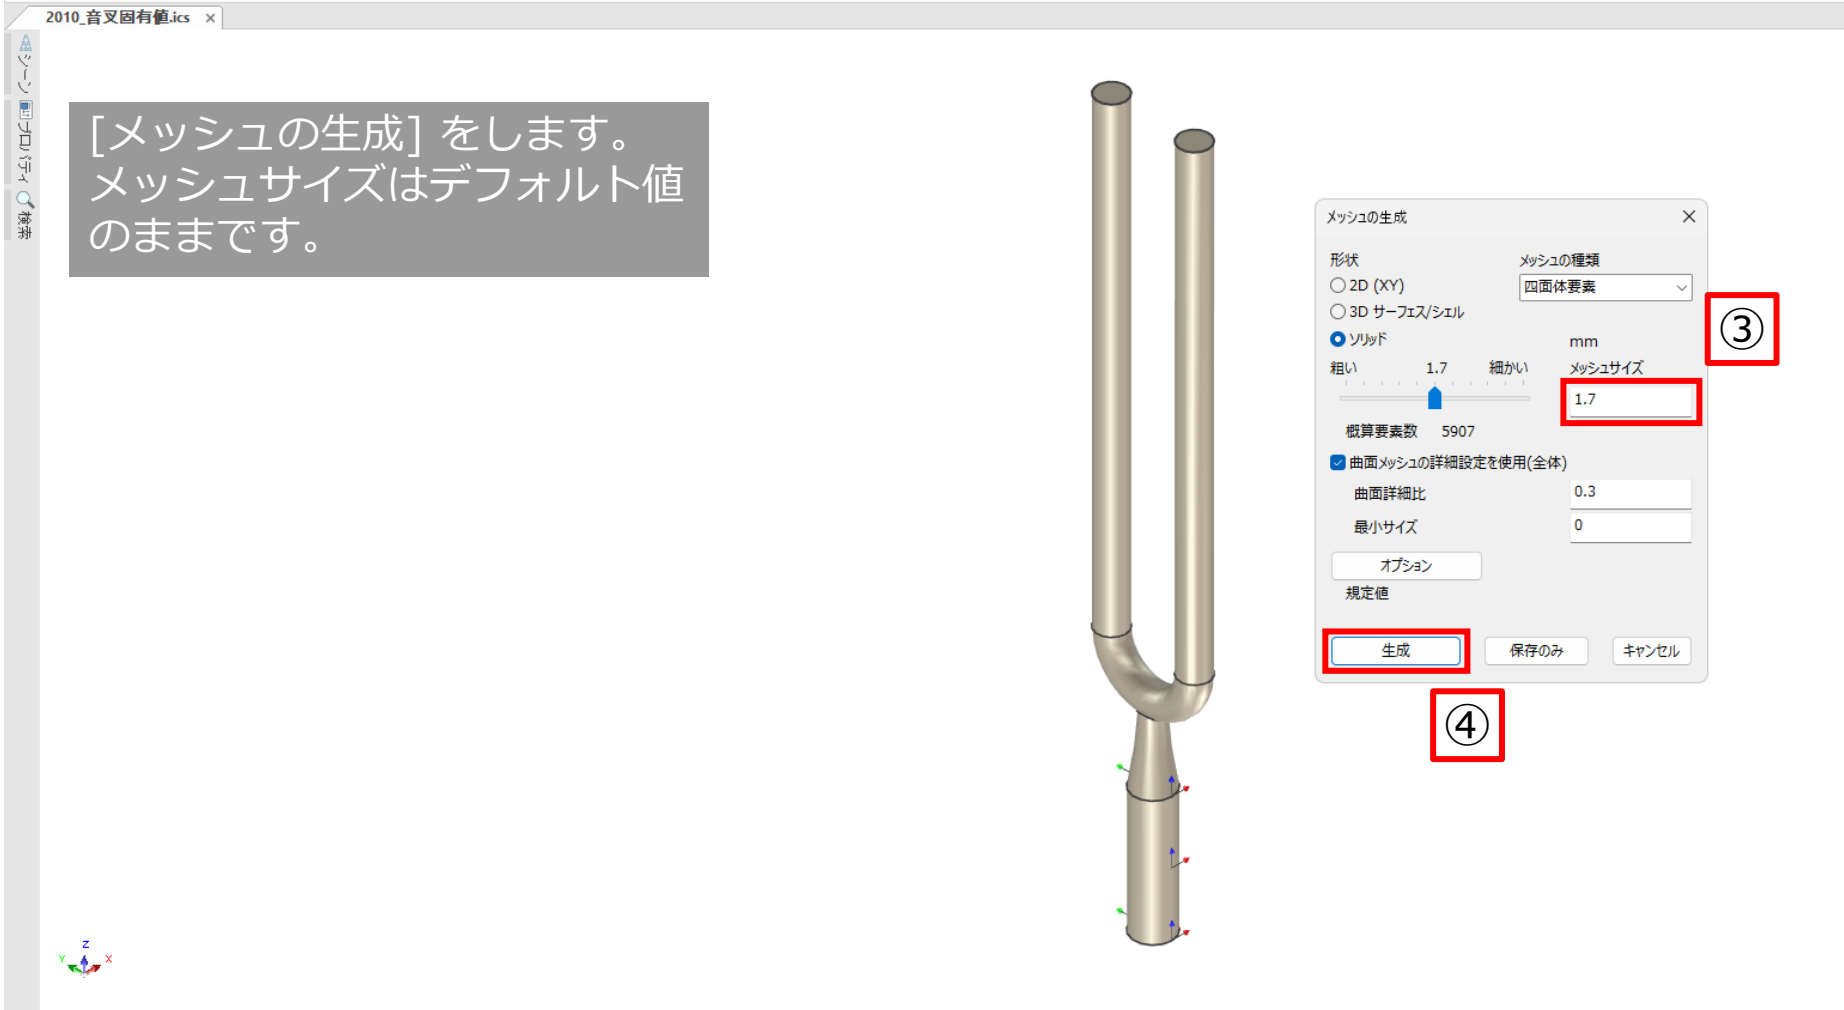 2010_音叉固有値.ics ×
シーン
プロパティ
検索
[メッシュの生成] をします。
メッシュサイズはデフォルト値
のままです。
メッシュの生成
形状
メッシュの種類
2D (XY)
四面体要素
3D サーフェス/シェル
③
ソリッド
mm
粗い 1.7 細かい
メッシュサイズ
1.7
概算要素数 5907
曲面メッシュの詳細設定を使用(全体)
曲面詳細比 0.3
最小サイズ 0
オプション
規定値
生成 保存のみ キャンセル
④
Z
Y X